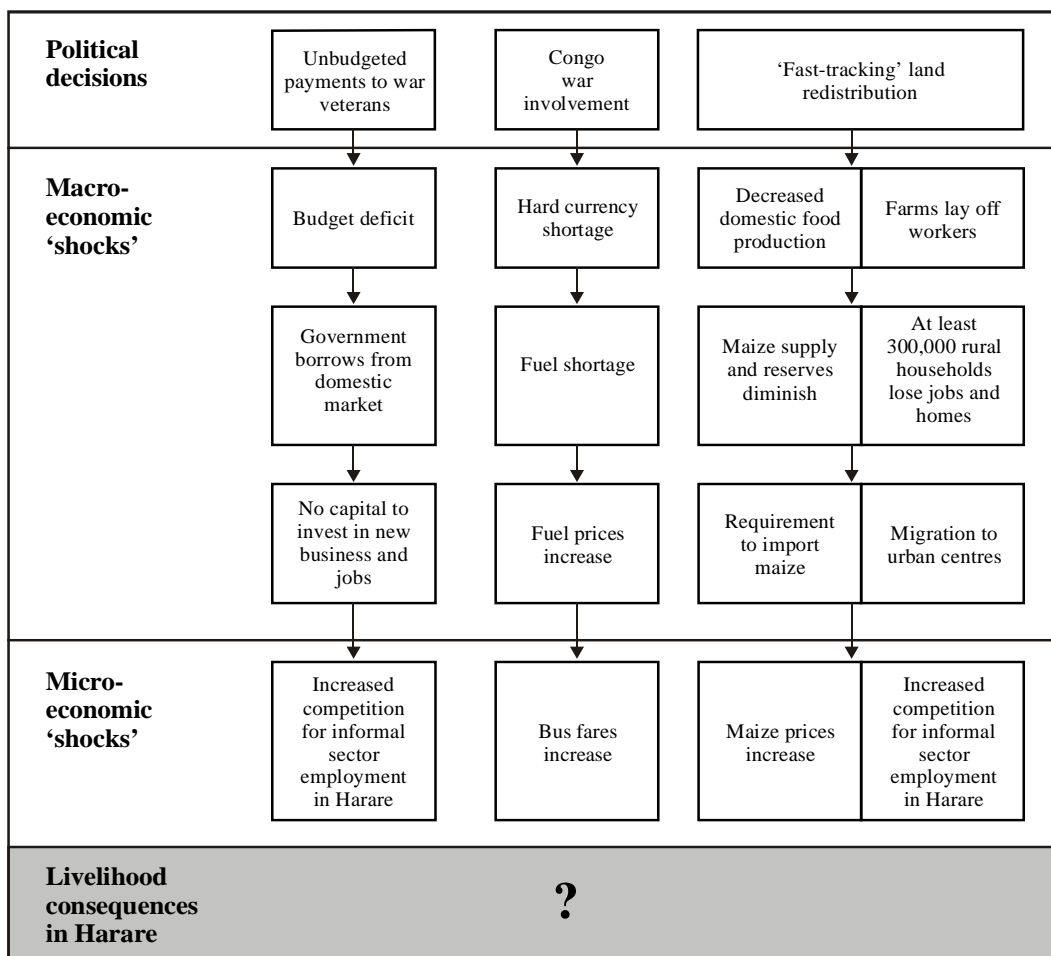 Political
decisions
Unbudgeted
payments to war
veterans
Congo
war
involvement
‘Fast-tracking’ land
redistribution
Macro-
economic
‘shocks’
Budget deficit
Hard currency
shortage
Decreased
domestic food
production
Farms lay off
workers
Government
borrows from
domestic
market
Fuel shortage
Maize supply
and reserves
diminish
At least
300,000 rural
households
lose jobs and
homes
No capital to
invest in new
business and
jobs
Fuel prices
increase
Requirement
to import
maize
Migration to
urban centres
Micro-
economic
‘shocks’
Increased
competition
for informal
sector
employment
in Harare
Bus fares
increase
Maize prices
increase
Increased
competition
for informal
sector
employment
in Harare
Livelihood
consequences
in Harare
?